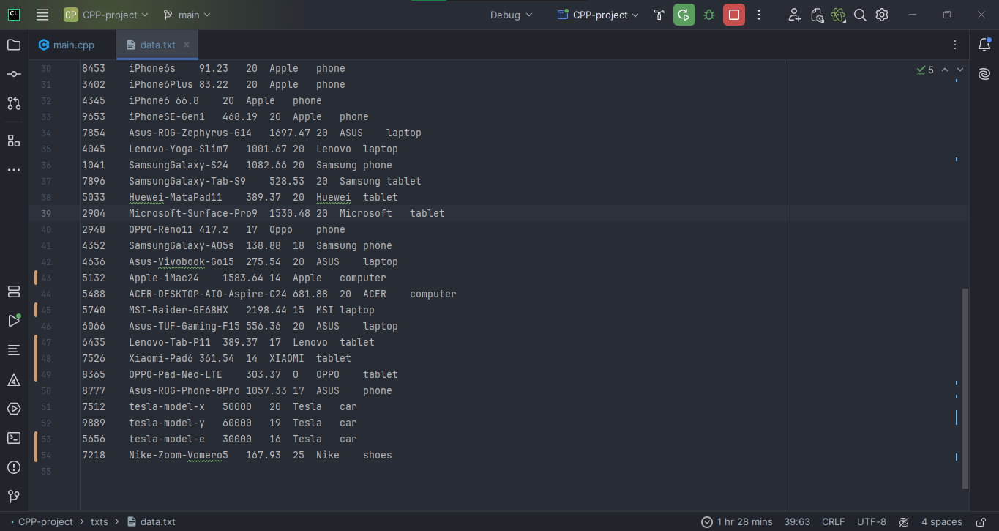 CL CP CPP-project main Debug CPP-project
main.cpp data.txt
5
30 8453 iPhone6s 91.23 20 Apple phone
31 3402 iPhone6Plus 83.22 20 Apple phone
32 4345 iPhone6 66.8 20 Apple phone
33 9653 iPhoneSE-Gen1 468.19 20 Apple phone
34 7854 Asus-ROG-Zephyrus-G14 1697.47 20 ASUS laptop
35 4045 Lenovo-Yoga-Slim7 1001.67 20 Lenovo laptop
36 1041 SamsungGalaxy-S24 1082.66 20 Samsung phone
37 7896 SamsungGalaxy-Tab-S9 528.53 20 Samsung tablet
38 5033 Huewei-MataPad11 389.37 20 Huewei tablet
39 2904 Microsoft-Surface-Pro9 1530.48 20 Microsoft tablet
40 2948 OPPO-Reno11 417.2 17 Oppo phone
41 4352 SamsungGalaxy-A05s 138.88 18 Samsung phone
42 4636 Asus-Vivobook-Go15 275.54 20 ASUS laptop
43 5132 Apple-iMac24 1583.64 14 Apple computer
44 5488 ACER-DESKTOP-AIO-Aspire-C24 681.88 20 ACER computer
45 5740 MSI-Raider-GE68HX 2198.44 15 MSI laptop
46 6066 Asus-TUF-Gaming-F15 556.36 20 ASUS laptop
47 6435 Lenovo-Tab-P11 389.37 17 Lenovo tablet
48 7526 Xiaomi-Pad6 361.54 14 XIAOMI tablet
49 8365 OPPO-Pad-Neo-LTE 303.37 0 OPPO tablet
50 8777 Asus-ROG-Phone-8Pro 1057.33 17 ASUS phone
51 7512 tesla-model-x 50000 20 Tesla car
52 9889 tesla-model-y 60000 19 Tesla car
53 5656 tesla-model-e 30000 16 Tesla car
54 7218 Nike-Zoom-Vomero5 167.93 25 Nike shoes
55
CPP-project > txts > data.txt 1 hr 28 mins 39:63 CRLF UTF-8 4 spaces